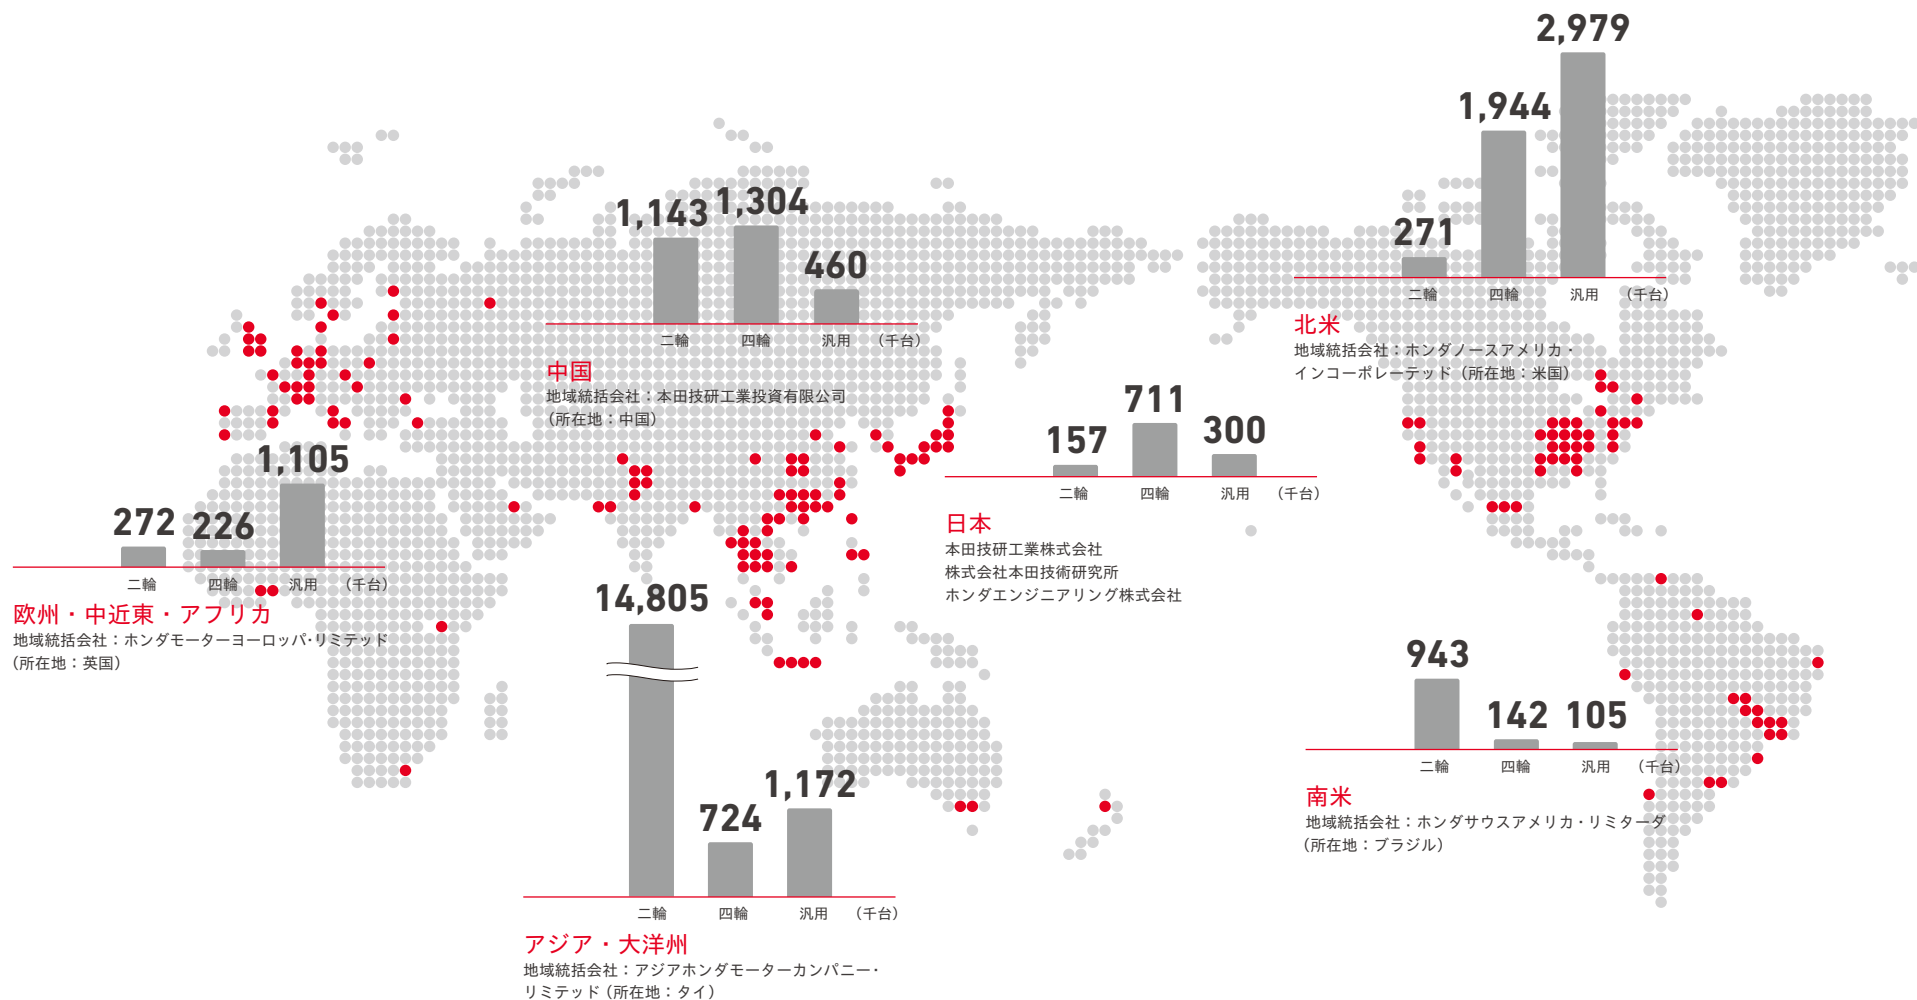 2,979
1,944
271
二輪 四輪 汎用 （千台）
北米
地域統括会社：ホンダノースアメリカ・
インコーポレーテッド（所在地：米国）
1,143 1,304
460
二輪 四輪 汎用 （千台）
中国
地域統括会社：本田技研工業投資有限公司
（所在地：中国）
711
157 300
二輪 四輪 汎用 （千台）
日本
本田技研工業株式会社
株式会社本田技術研究所
ホンダエンジニアリング株式会社
1,105
272 226
二輪 四輪 汎用 （千台）
欧州・中近東・アフリカ
地域統括会社：ホンダモーターヨーロッパ・リミテッド
（所在地：英国）
14,805
724 1,172
二輪 四輪 汎用 （千台）
アジア・大洋州
地域統括会社：アジアホンダモーターカンパニー・
リミテッド（所在地：タイ）
943
142 105
二輪 四輪 汎用 （千台）
南米
地域統括会社：ホンダサウスアメリカ・リミターダ
（所在地：ブラジル）